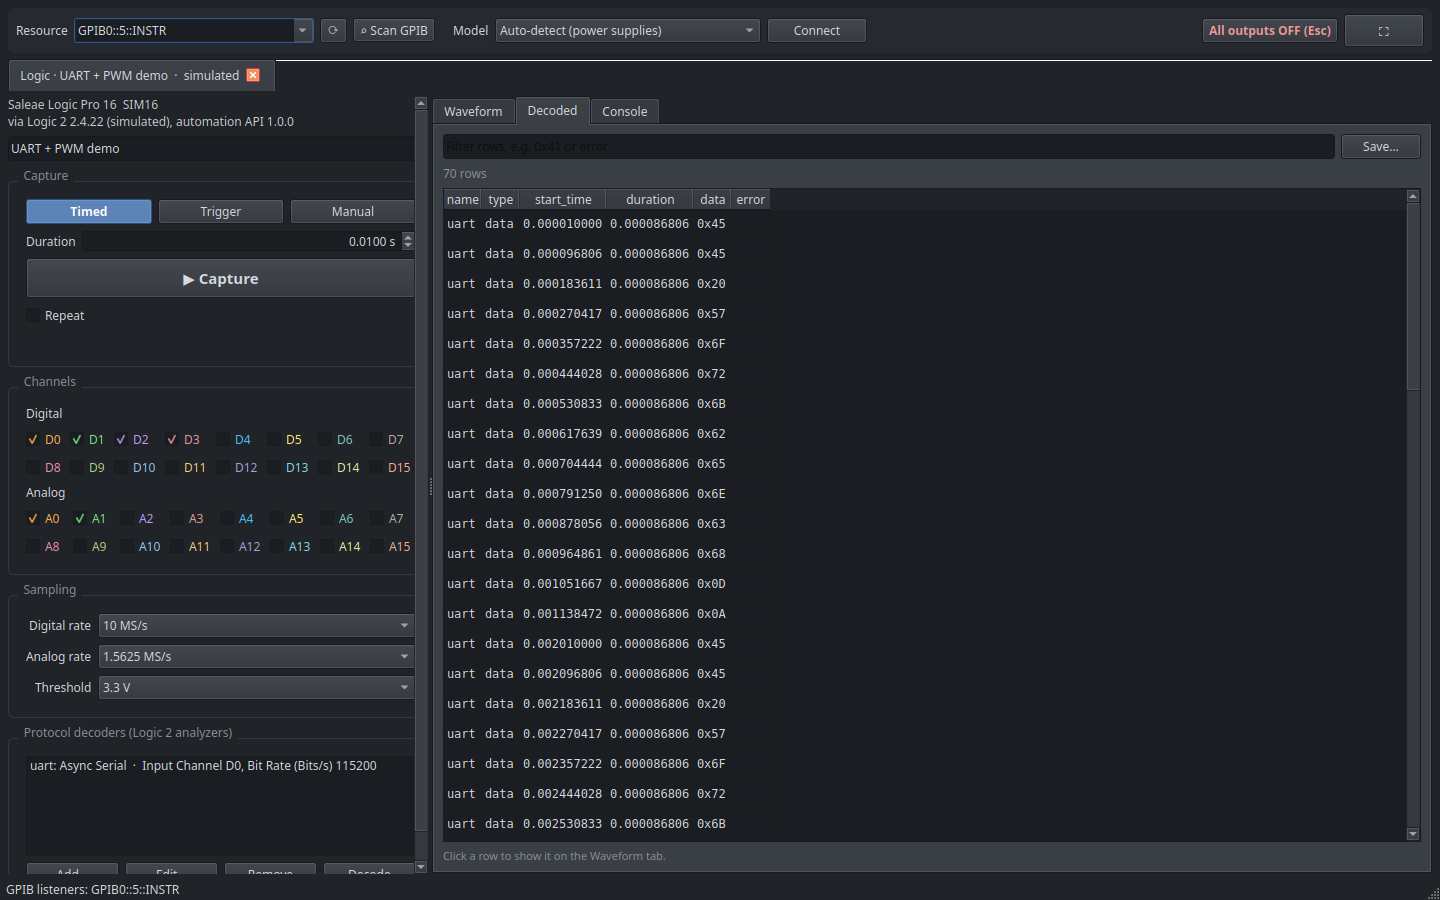 Resource GPIB0::5::INSTR ⟳ ⌕ Scan GPIB Model Auto-detect (power supplies) Connect All outputs OFF (Esc) ⛶
Logic · UART + PWM demo · simulated
Saleae Logic Pro 16 SIM16
via Logic 2 2.4.22 (simulated), automation API 1.0.0
UART + PWM demo
Capture
Timed Trigger Manual
Duration 0.0100 s
▶ Capture
Repeat
Channels
Digital
D0 D1 D2 D3 D4 D5 D6 D7
D8 D9 D10 D11 D12 D13 D14 D15
Analog
A0 A1 A2 A3 A4 A5 A6 A7
A8 A9 A10 A11 A12 A13 A14 A15
Sampling
Digital rate 10 MS/s
Analog rate 1.5625 MS/s
Threshold 3.3 V
Protocol decoders (Logic 2 analyzers)
uart: Async Serial · Input Channel D0, Bit Rate (Bits/s) 115200
Add... Edit... Remove Decode
Waveform Decoded Console
Filter rows, e.g. 0x41 or error Save...
70 rows
name type start_time duration data error
uart data 0.000010000 0.000086806 0x45
uart data 0.000096806 0.000086806 0x45
uart data 0.000183611 0.000086806 0x20
uart data 0.000270417 0.000086806 0x57
uart data 0.000357222 0.000086806 0x6F
uart data 0.000444028 0.000086806 0x72
uart data 0.000530833 0.000086806 0x6B
uart data 0.000617639 0.000086806 0x62
uart data 0.000704444 0.000086806 0x65
uart data 0.000791250 0.000086806 0x6E
uart data 0.000878056 0.000086806 0x63
uart data 0.000964861 0.000086806 0x68
uart data 0.001051667 0.000086806 0x0D
uart data 0.001138472 0.000086806 0x0A
uart data 0.002010000 0.000086806 0x45
uart data 0.002096806 0.000086806 0x45
uart data 0.002183611 0.000086806 0x20
uart data 0.002270417 0.000086806 0x57
uart data 0.002357222 0.000086806 0x6F
uart data 0.002444028 0.000086806 0x72
uart data 0.002530833 0.000086806 0x6B
Click a row to show it on the Waveform tab.
GPIB listeners: GPIB0::5::INSTR